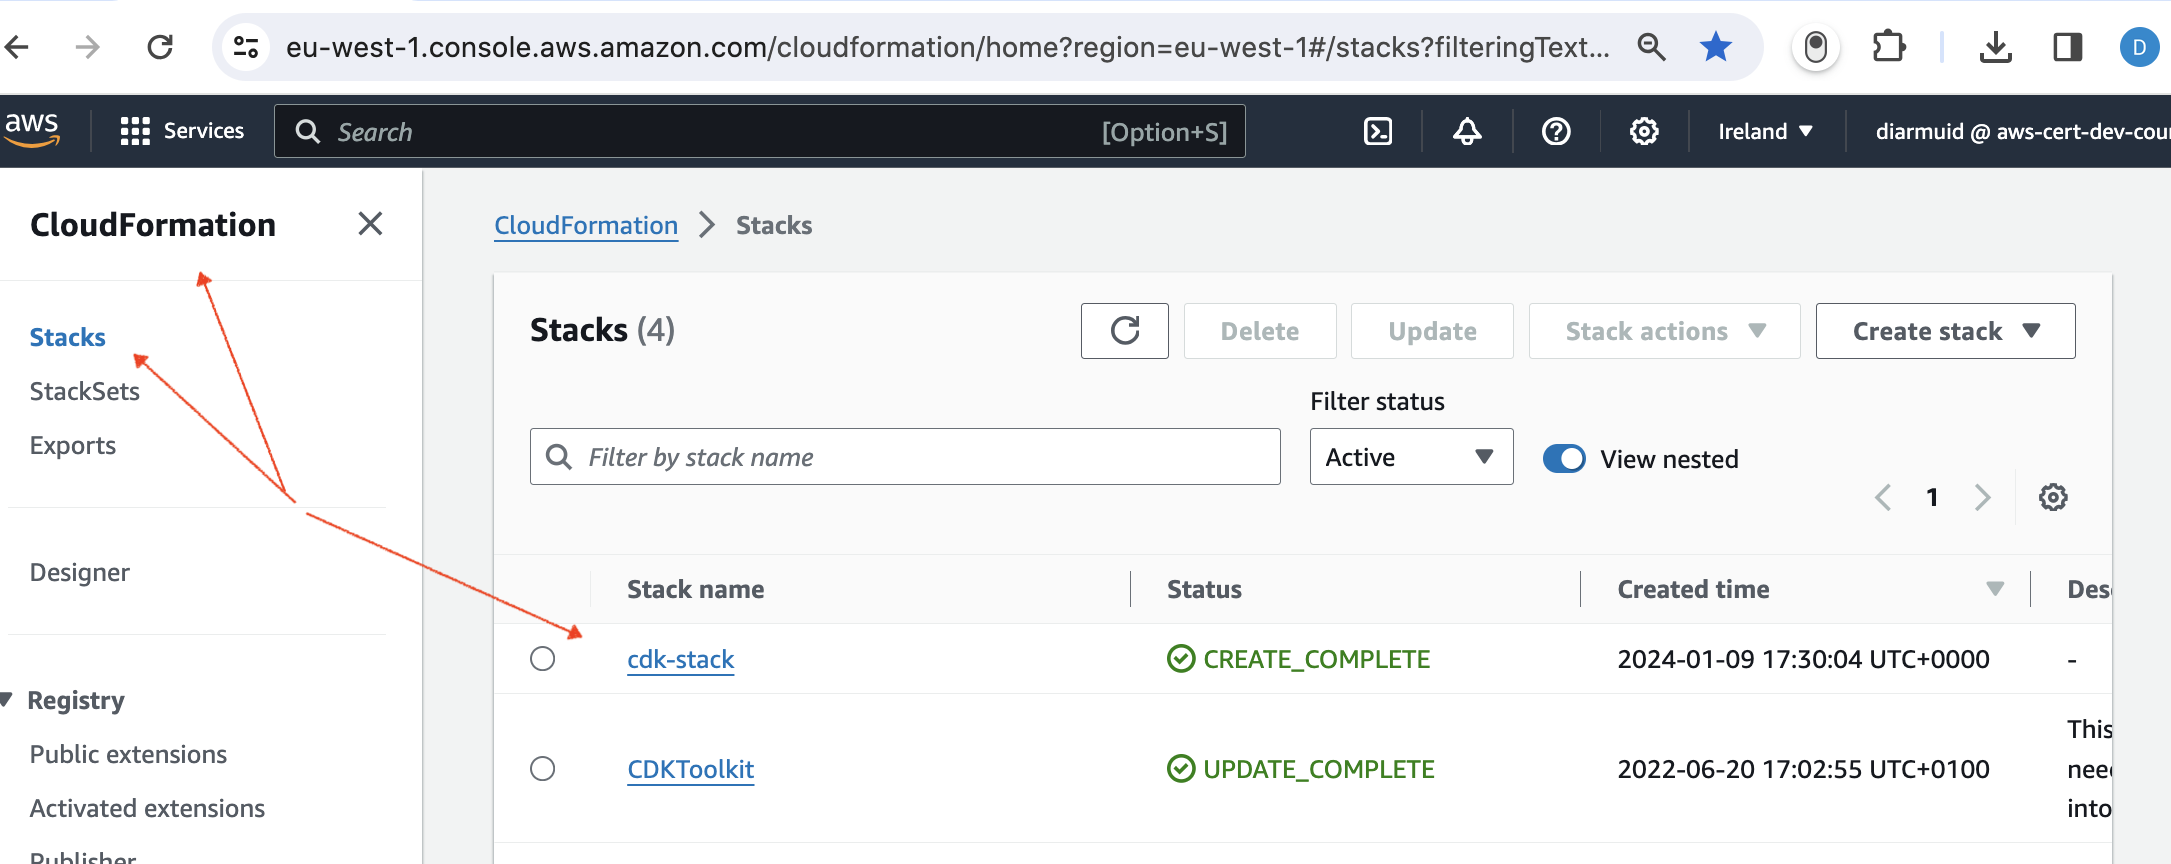 eu-west-1.console.aws.amazon.com/cloudformation/home?region=eu-west-1#/stacks?filteringText...
D
aws
Services
Search
[Option+S]
Ireland
diarmuid @ aws-cert-dev-cour
CloudFormation
Stacks
StackSets
Exports
Designer
Registry
Public extensions
Activated extensions
Publisher
CloudFormation
Stacks
Stacks (4)
Delete
Update
Stack actions
Create stack
Filter by stack name
Filter status
Active
View nested
1
Stack name
Status
Created time
Des
cdk-stack
CREATE_COMPLETE
2024-01-09 17:30:04 UTC+0000
-
CDKToolkit
UPDATE_COMPLETE
2022-06-20 17:02:55 UTC+0100
This
nee
into